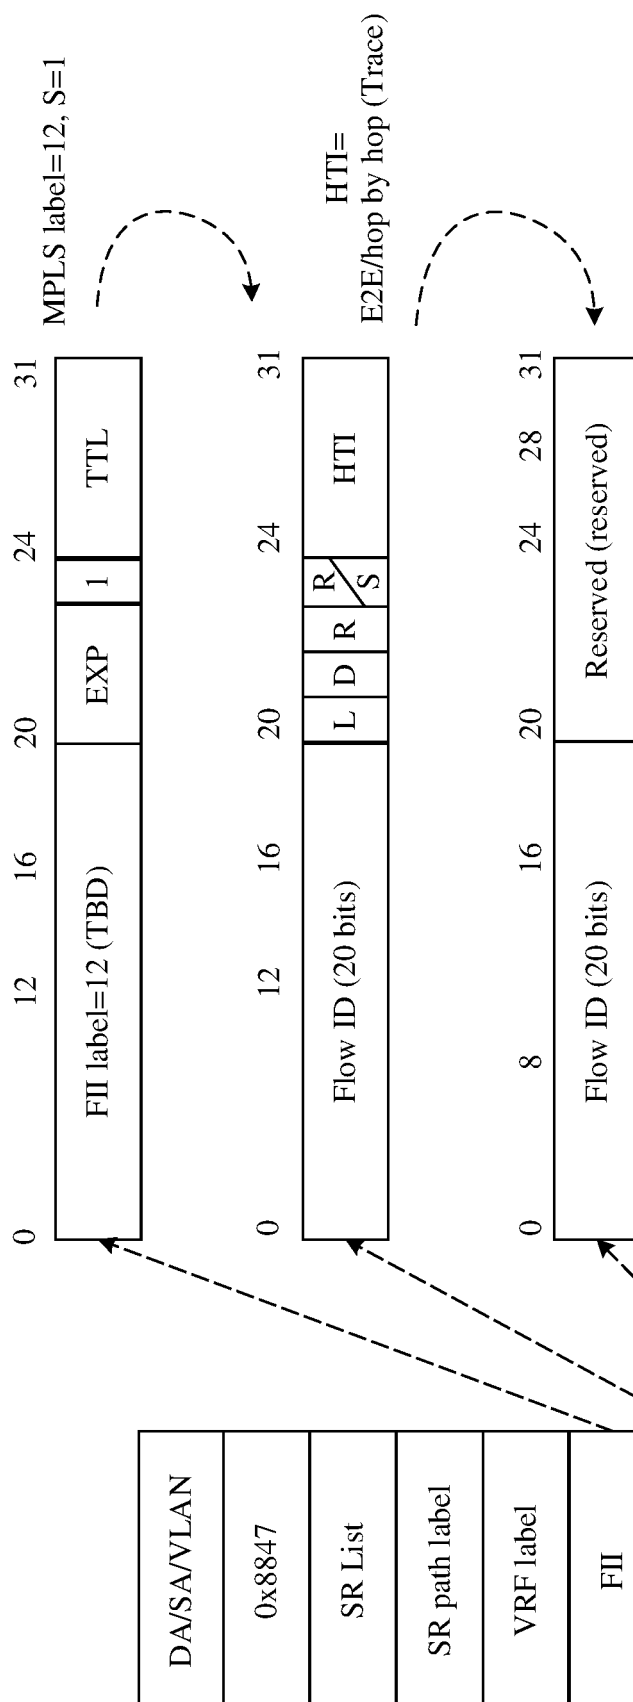 MPLS label=12, S=1
0 12 16 20 24 31
FII label=12 (TBD) EXP 1 TTL
HTI=
E2E/hop by hop (Trace)
0 12 16 20 24 31
Flow ID (20 bits) L D R R/S HTI
0 8 16 20 24 28 31
Flow ID (20 bits) Reserved (reserved)
DA/SA/VLAN
0x8847
SR List
SR path label
VRF label
FII